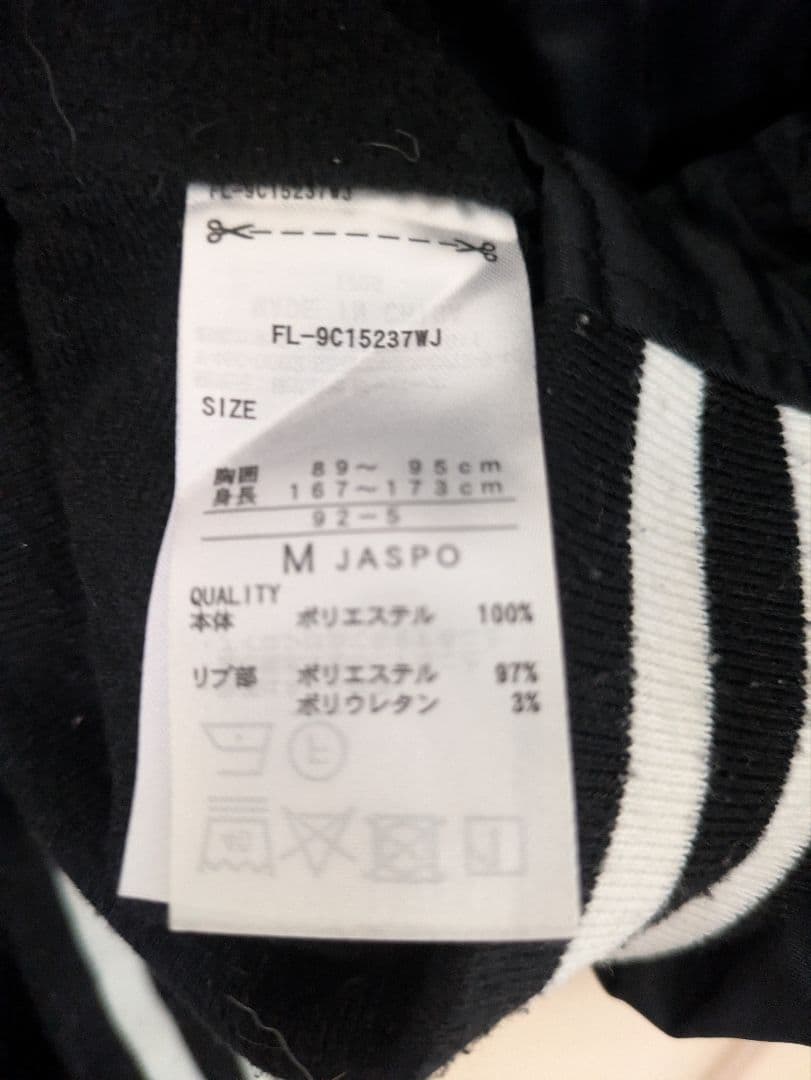 FL-9C15237WJ
FL-9C15237WJ
SIZE
胸囲 89～ 95cm
身長 167～173cm
92-5
M JASPO
QUALITY
本体 ポリエステル 100%
リブ部 ポリエステル 97%
ポリウレタン 3%